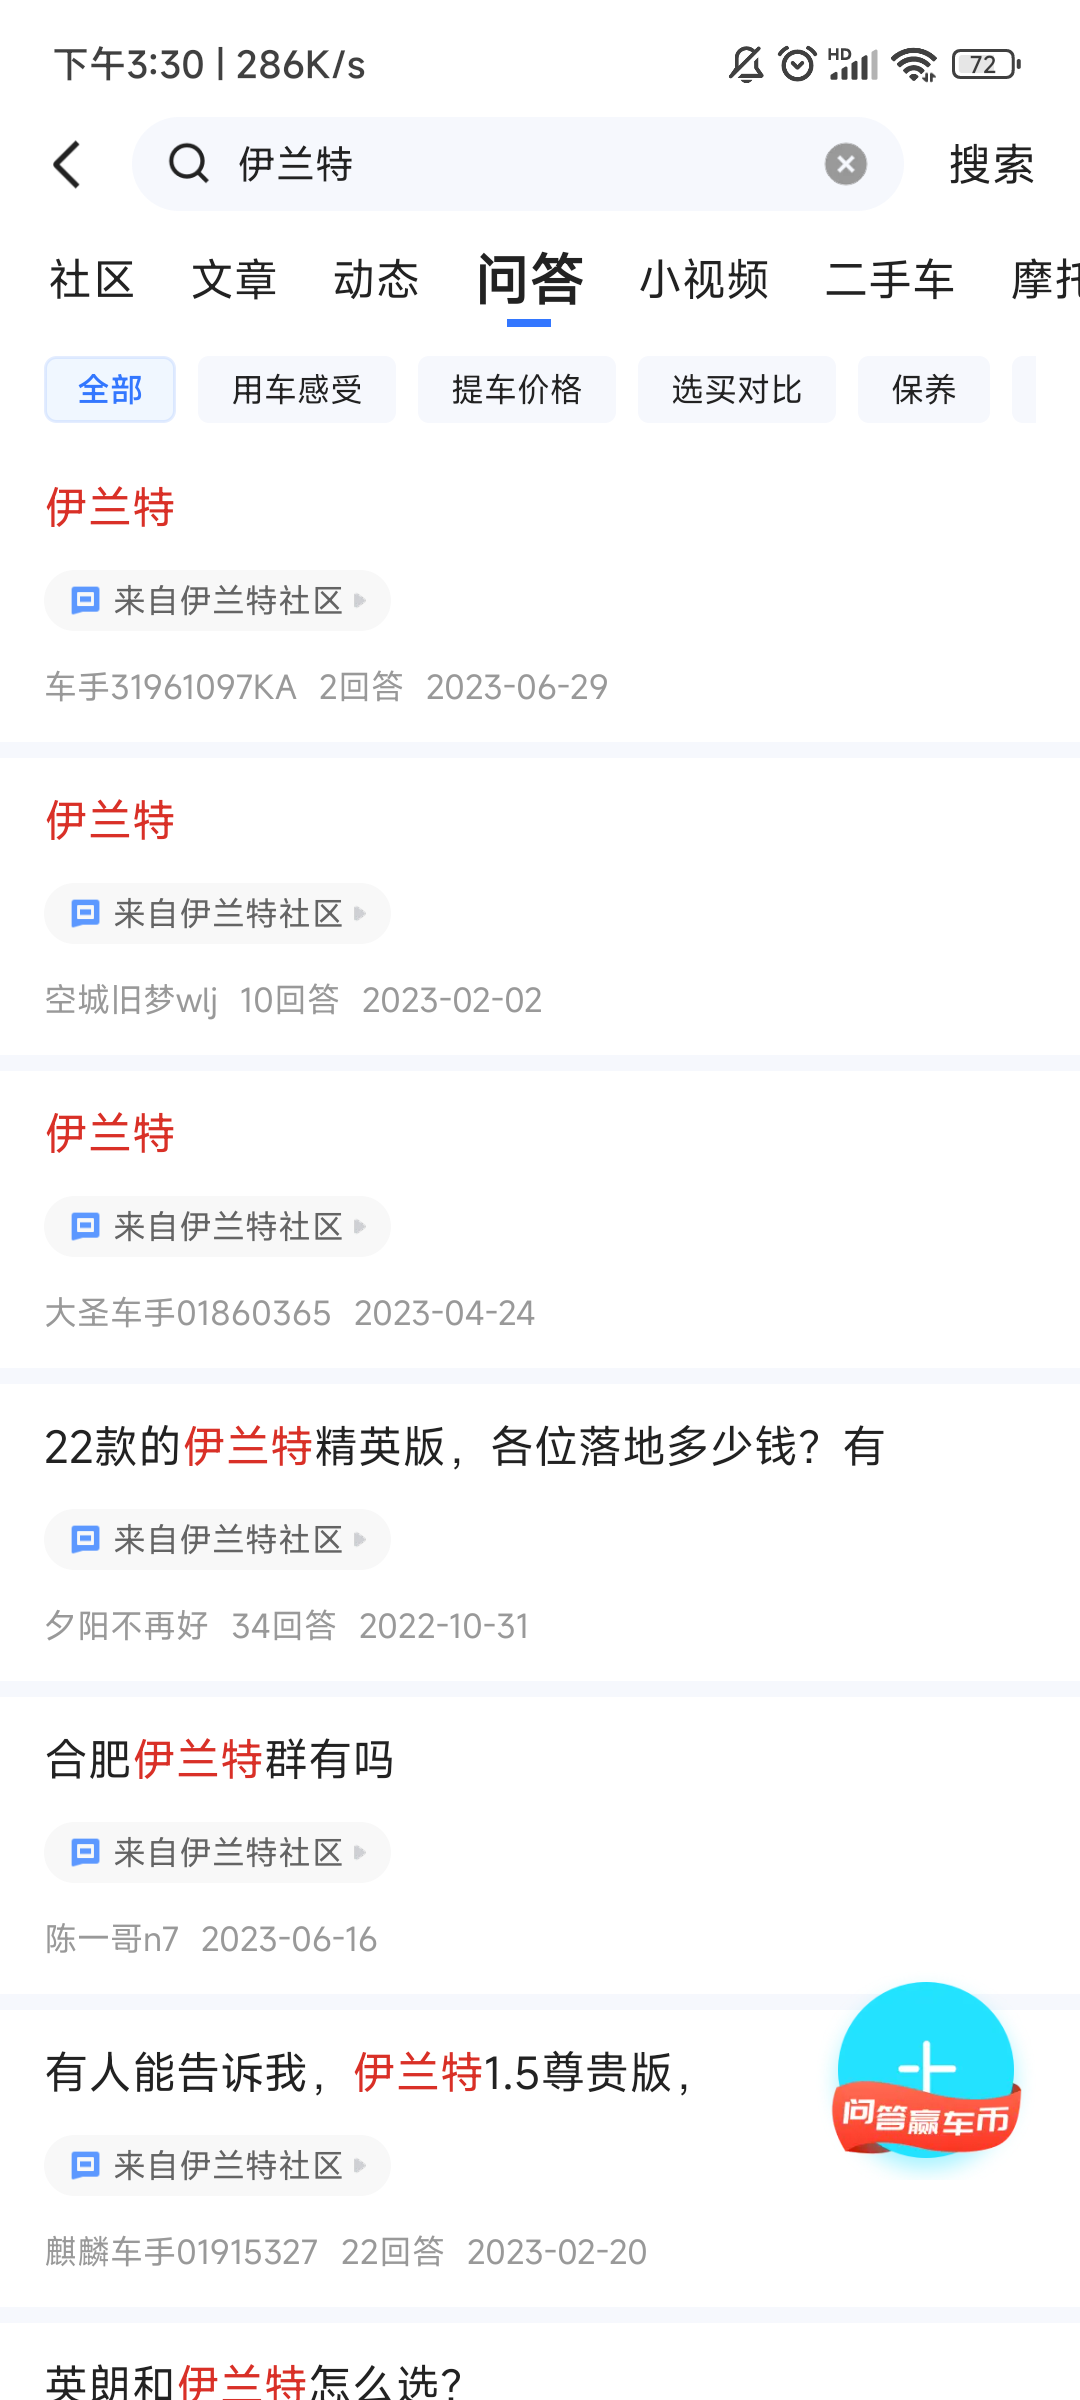 下午3:30 | 286K/s
HD
72
伊兰特
搜索
社区 文章 动态 问答 小视频 二手车 摩托
全部 用车感受 提车价格 选买对比 保养
伊兰特
来自伊兰特社区
车手31961097KA 2回答 2023-06-29
伊兰特
来自伊兰特社区
空城旧梦wlj 10回答 2023-02-02
伊兰特
来自伊兰特社区
大圣车手01860365 2023-04-24
22款的伊兰特精英版，各位落地多少钱？有
来自伊兰特社区
夕阳不再好 34回答 2022-10-31
合肥伊兰特群有吗
来自伊兰特社区
陈一哥n7 2023-06-16
有人能告诉我，伊兰特1.5尊贵版，
来自伊兰特社区
问答赢车币
麒麟车手01915327 22回答 2023-02-20
英朗和伊兰特怎么选？